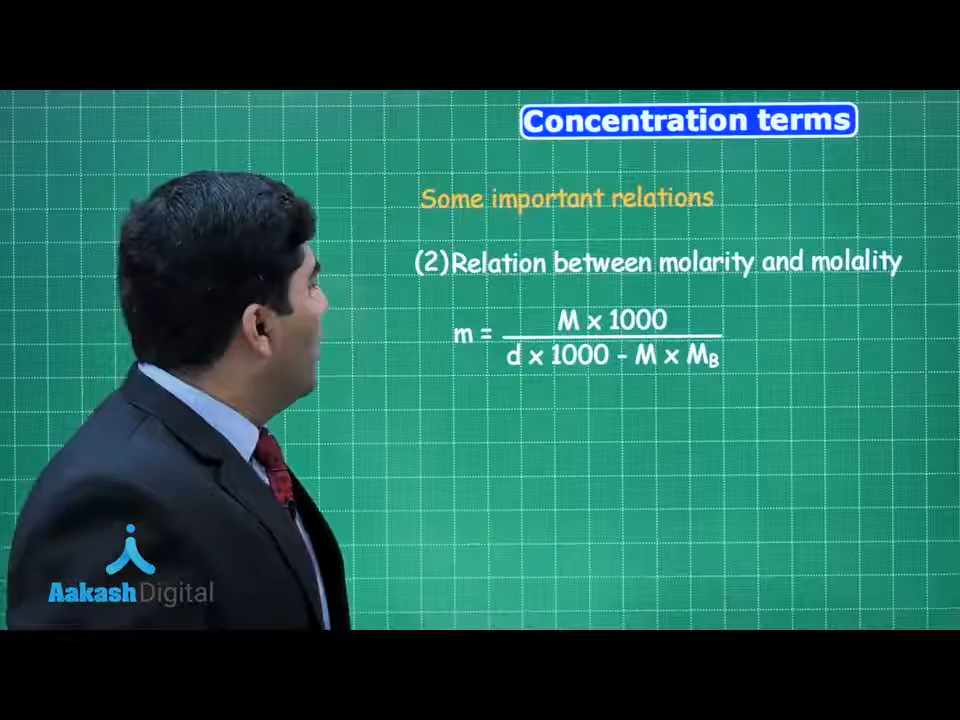 Concentration terms
Some important relations
(2)Relation between molarity and molality
m = M x 1000 / d x 1000 - M x M_B
Aakash Digital